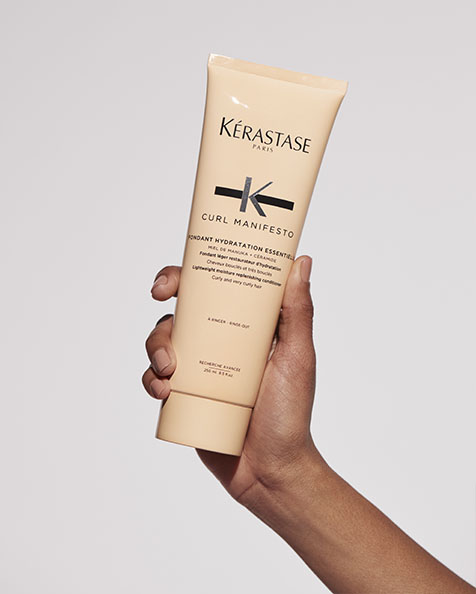 KÉRASTASE
PARIS
K
CURL MANIFESTO
FONDANT HYDRATATION ESSENTIELLE
MIEL DE MANUKA + CÉRAMIDE
Fondant léger restaurateur d'hydratation
Cheveux bouclés et très bouclés
Lightweight moisture replenishing conditioner
Curly and very curly hair
À RINCER - RINSE-OUT
RECHERCHE AVANCÉE
250 ml 8.5 fl.oz